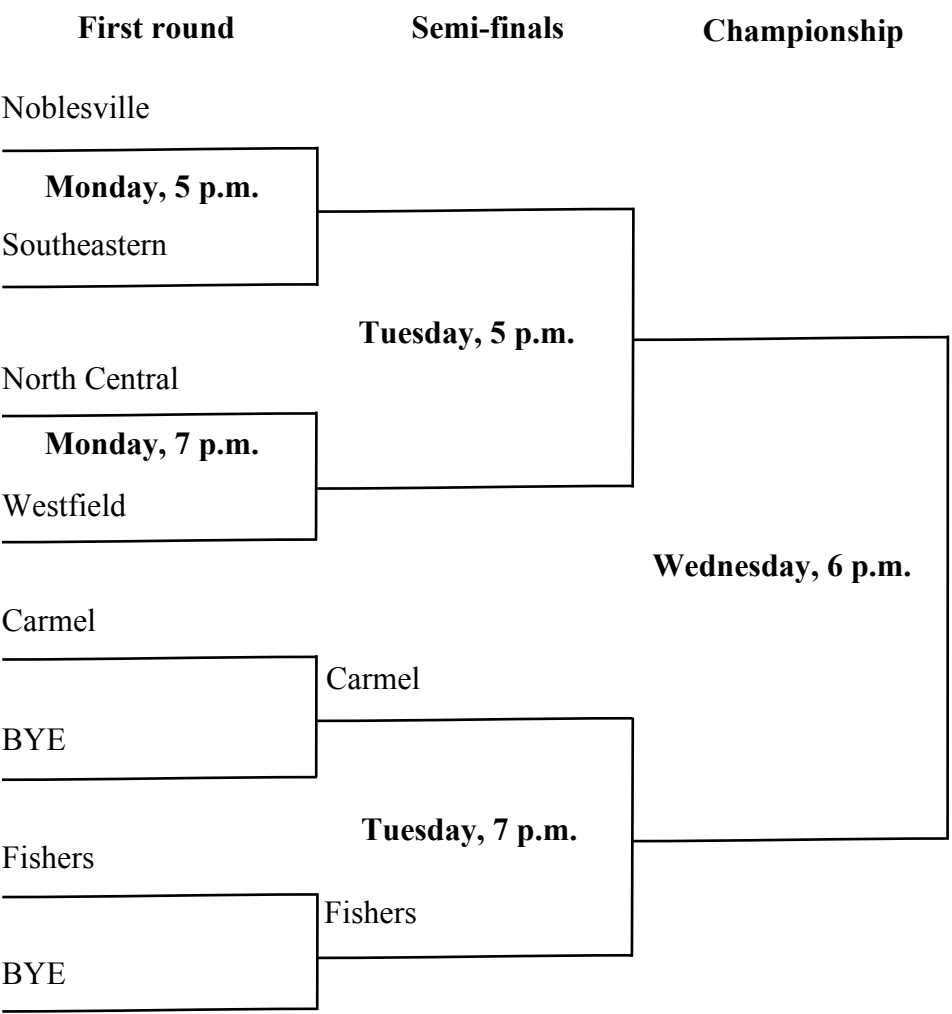 First round
Semi-finals
Championship
Noblesville
Monday, 5 p.m.
Southeastern
Tuesday, 5 p.m.
North Central
Monday, 7 p.m.
Westfield
Wednesday, 6 p.m.
Carmel
Carmel
BYE
Tuesday, 7 p.m.
Fishers
Fishers
BYE